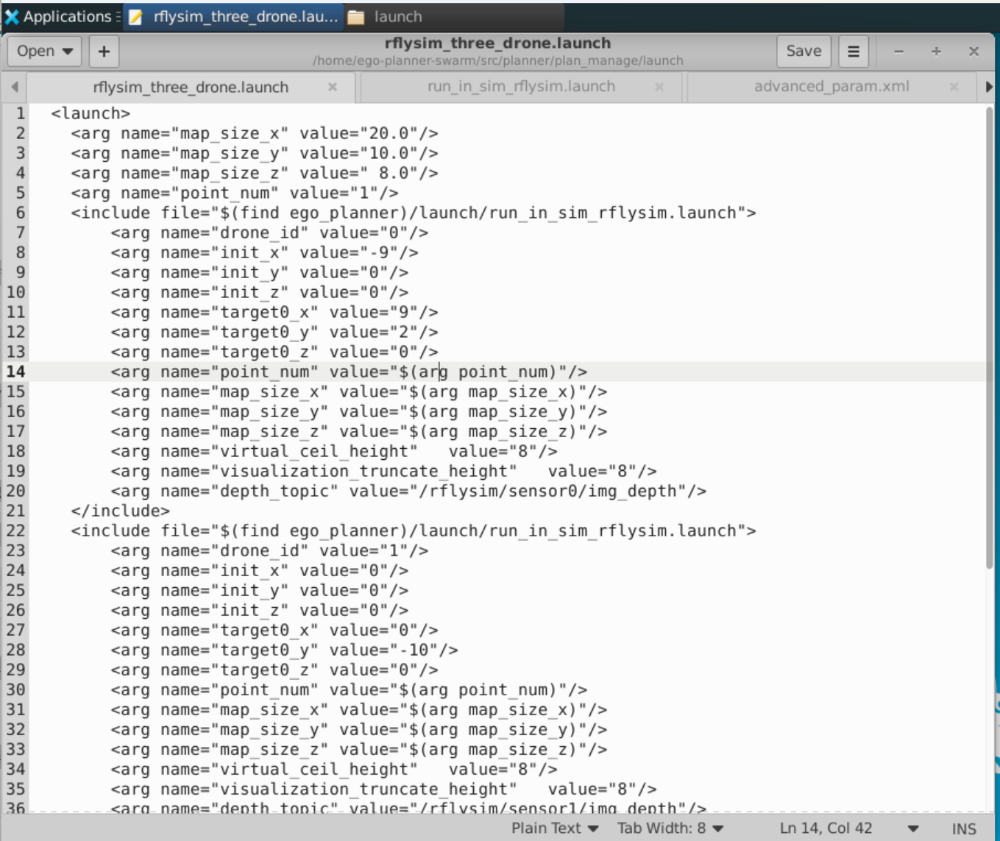 Applications
rflysim_three_drone.lau...
launch
Open
+
rflysim_three_drone.launch
/home/ego-planner-swarm/src/planner/plan_manage/launch
Save
rflysim_three_drone.launch
run_in_sim_rflysim.launch
advanced_param.xml
1 <launch>
2 <arg name="map_size_x" value="20.0"/>
3 <arg name="map_size_y" value="10.0"/>
4 <arg name="map_size_z" value=" 8.0"/>
5 <arg name="point_num" value="1"/>
6 <include file="$(find ego_planner)/launch/run_in_sim_rflysim.launch">
7 <arg name="drone_id" value="0"/>
8 <arg name="init_x" value="-9"/>
9 <arg name="init_y" value="0"/>
10 <arg name="init_z" value="0"/>
11 <arg name="target0_x" value="9"/>
12 <arg name="target0_y" value="2"/>
13 <arg name="target0_z" value="0"/>
14 <arg name="point_num" value="$(arg point_num)"/>
15 <arg name="map_size_x" value="$(arg map_size_x)"/>
16 <arg name="map_size_y" value="$(arg map_size_y)"/>
17 <arg name="map_size_z" value="$(arg map_size_z)"/>
18 <arg name="virtual_ceil_height"   value="8"/>
19 <arg name="visualization_truncate_height"   value="8"/>
20 <arg name="depth_topic" value="/rflysim/sensor0/img_depth"/>
21 </include>
22 <include file="$(find ego_planner)/launch/run_in_sim_rflysim.launch">
23 <arg name="drone_id" value="1"/>
24 <arg name="init_x" value="0"/>
25 <arg name="init_y" value="0"/>
26 <arg name="init_z" value="0"/>
27 <arg name="target0_x" value="0"/>
28 <arg name="target0_y" value="-10"/>
29 <arg name="target0_z" value="0"/>
30 <arg name="point_num" value="$(arg point_num)"/>
31 <arg name="map_size_x" value="$(arg map_size_x)"/>
32 <arg name="map_size_y" value="$(arg map_size_y)"/>
33 <arg name="map_size_z" value="$(arg map_size_z)"/>
34 <arg name="virtual_ceil_height"   value="8"/>
35 <arg name="visualization_truncate_height"   value="8"/>
36 <arg name="depth_topic" value="/rflysim/sensor1/img_depth"/>
Plain Text
Tab Width: 8
Ln 14, Col 42
INS